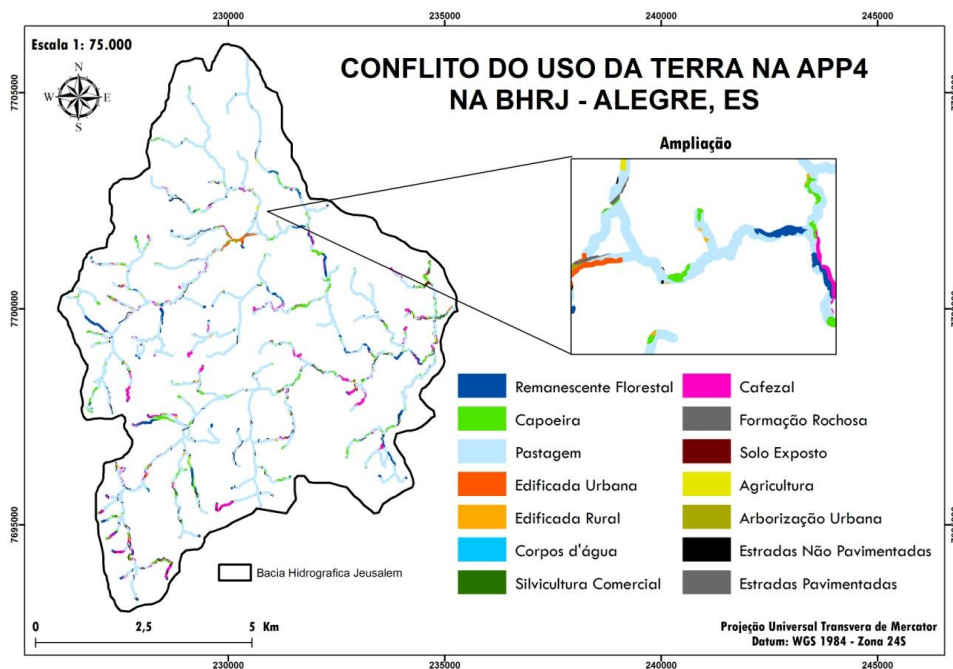 230000 235000 240000 245000
Escala 1: 75.000
N
W E
S
CONFLITO DO USO DA TERRA NA APP4
NA BHRJ - ALEGRE, ES
Ampliação
7705000
7700000
7695000
Remanescente Florestal
Capoeira
Pastagem
Edificada Urbana
Edificada Rural
Corpos d'água
Silvicultura Comercial
Cafezal
Formação Rochosa
Solo Exposto
Agricultura
Arborização Urbana
Estradas Não Pavimentadas
Estradas Pavimentadas
Bacia Hidrografica Jeusalem
0 2,5 5 Km
Projeção Universal Transvera de Mercator
Datum: WGS 1984 - Zona 24S
230000 235000 240000 245000